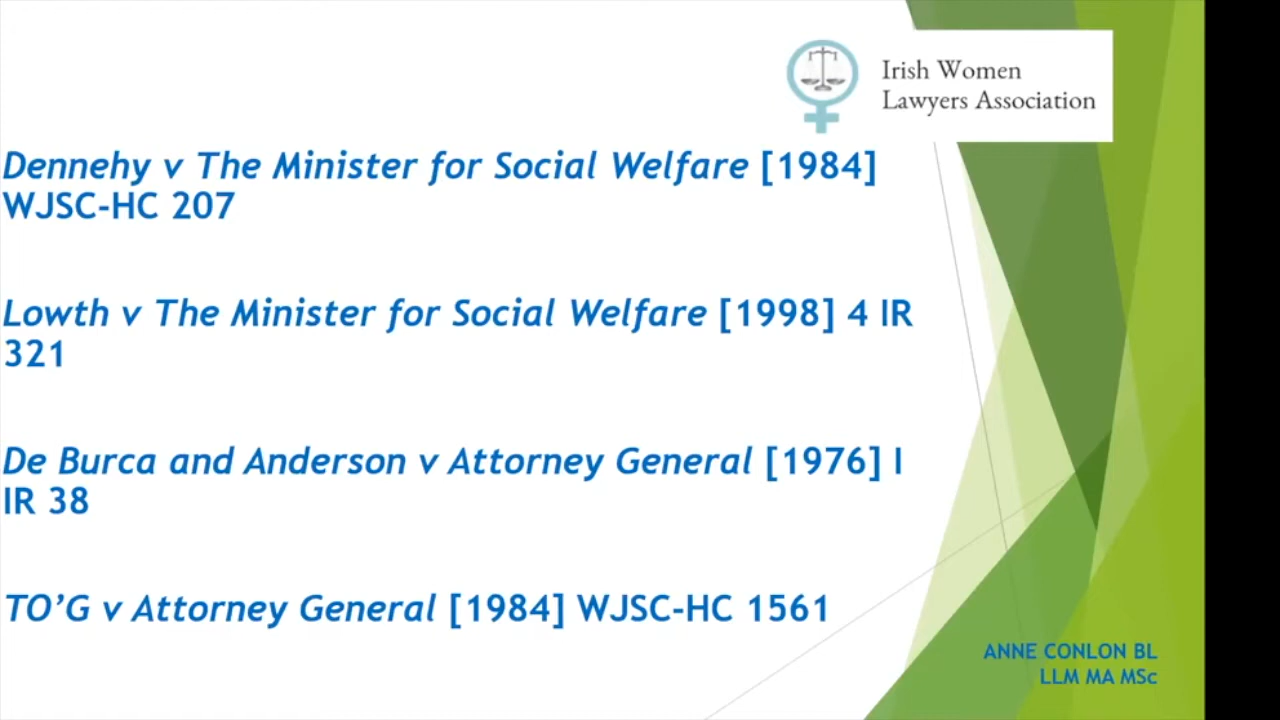 Irish Women
Lawyers Association
Dennehy v The Minister for Social Welfare [1984]
WJSC-HC 207
Lowth v The Minister for Social Welfare [1998] 4 IR
321
De Burca and Anderson v Attorney General [1976] I
IR 38
TO’G v Attorney General [1984] WJSC-HC 1561
ANNE CONLON BL
LLM MA MSc